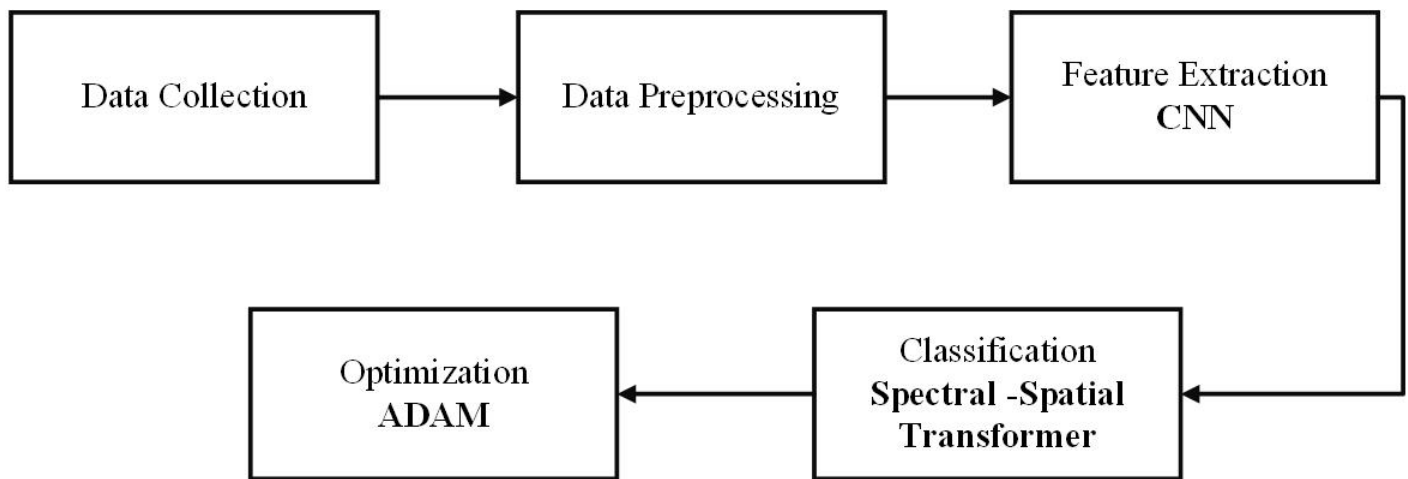 Data Collection
Data Preprocessing
Feature Extraction
CNN
Classification
Spectral -Spatial
Transformer
Optimization
ADAM